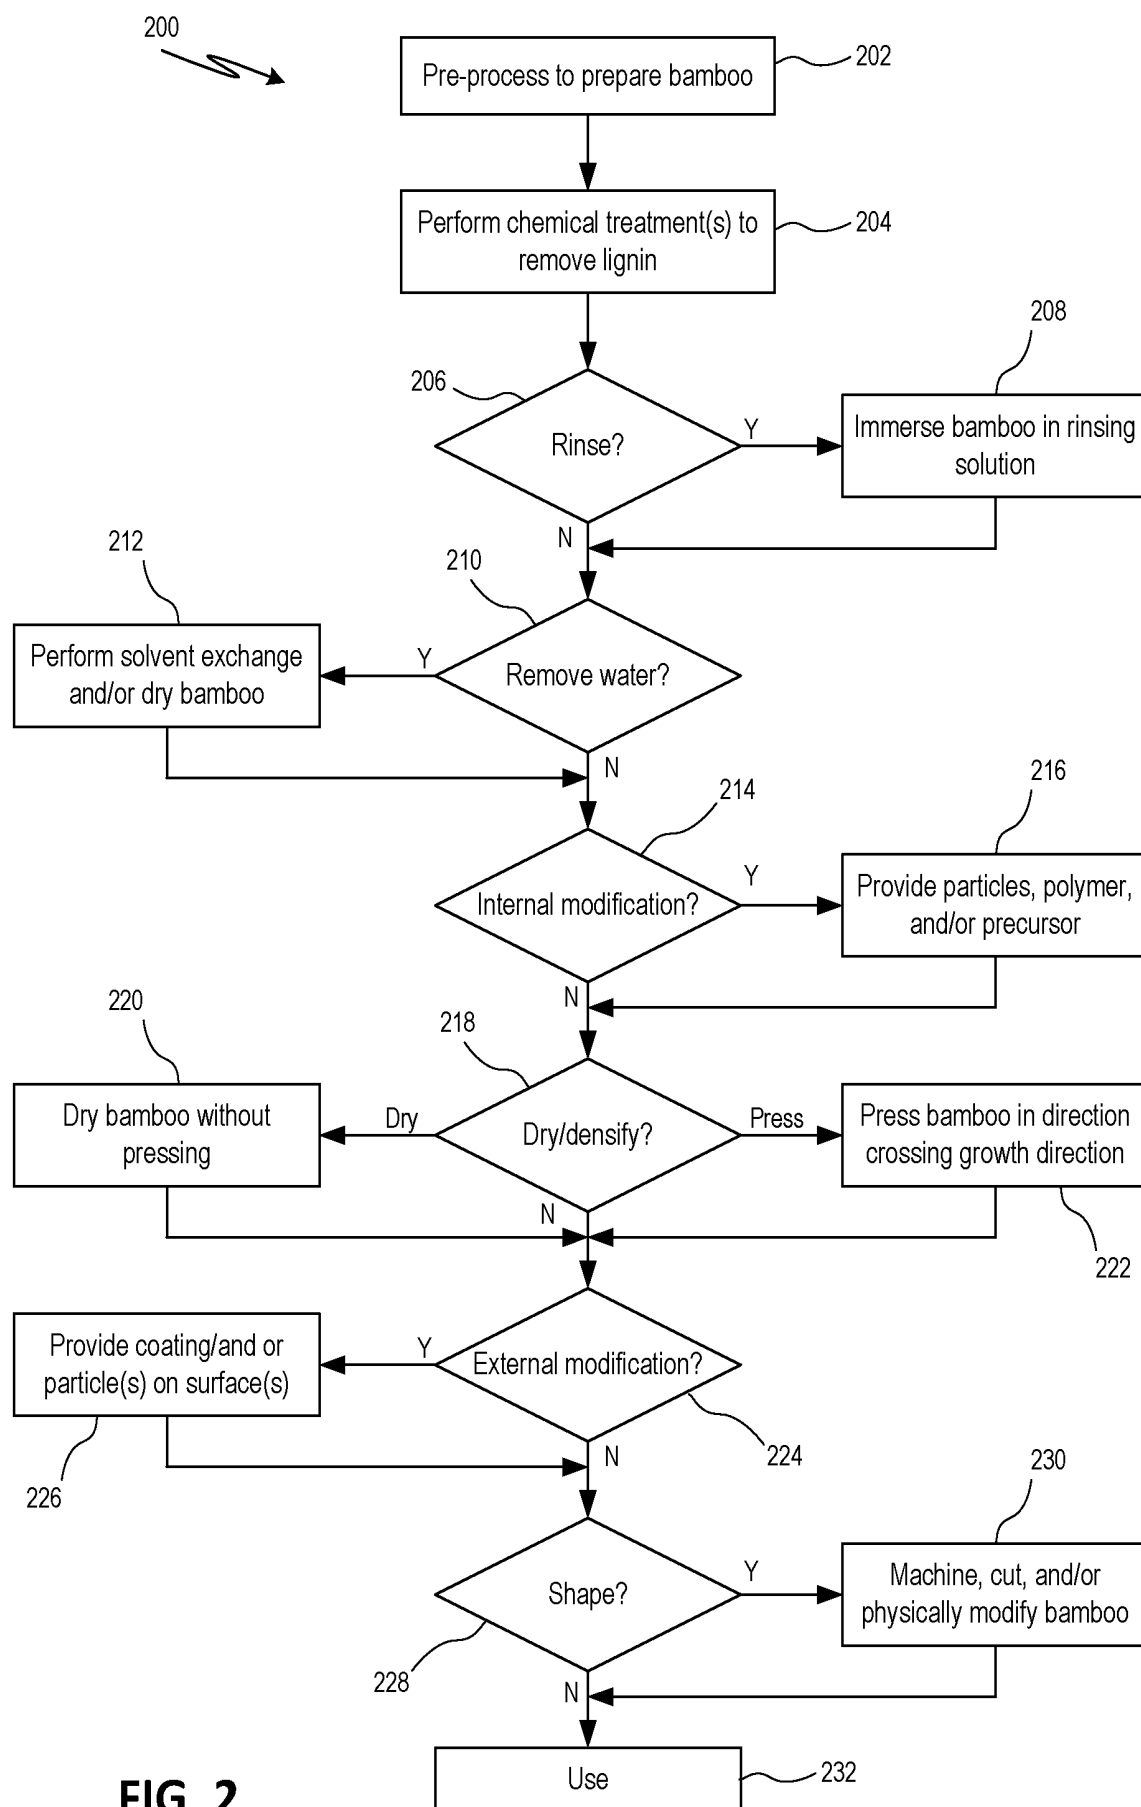 200
Pre-process to prepare bamboo
202
Perform chemical treatment(s) to
remove lignin
204
206
Rinse?
Y
N
208
Immerse bamboo in rinsing
solution
212
Perform solvent exchange
and/or dry bamboo
210
Remove water?
Y
N
214
Internal modification?
Y
N
216
Provide particles, polymer,
and/or precursor
220
Dry bamboo without
pressing
218
Dry/densify?
Dry
Press
N
Press bamboo in direction
crossing growth direction
222
Provide coating/and or
particle(s) on surface(s)
226
External modification?
Y
N
224
230
Machine, cut, and/or
physically modify bamboo
Shape?
Y
N
228
Use
232
FIG. 2